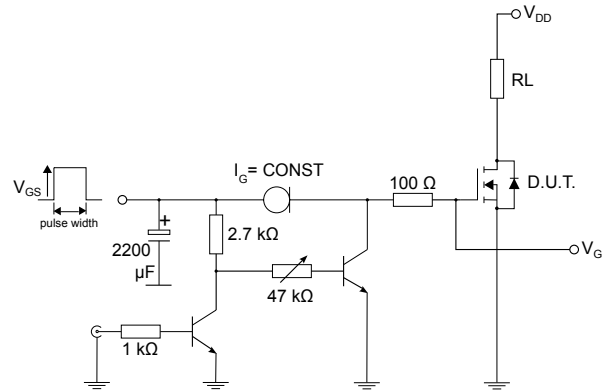 V_DD
RL
I_G= CONST
100 Ω
D.U.T.
V_GS
pulse width
+
2200
μF
2.7 kΩ
47 kΩ
V_G
1 kΩ